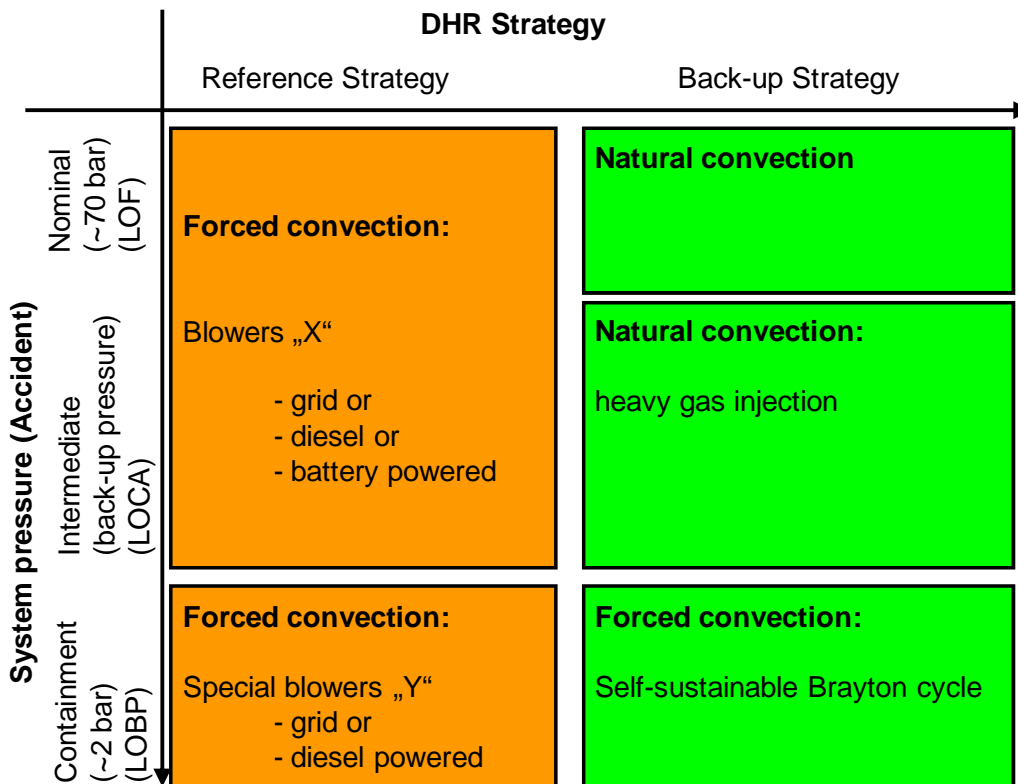 DHR Strategy
Reference Strategy
Back-up Strategy
System pressure (Accident)
Nominal
(~70 bar)
(LOF)
Forced convection:
Blowers „X“
- grid or
- diesel or
- battery powered
Natural convection
Intermediate
(back-up pressure)
(LOCA)
Natural convection:
heavy gas injection
Containment
(~2 bar)
(LOBP)
Forced convection:
Special blowers „Y“
- grid or
- diesel powered
Forced convection:
Self-sustainable Brayton cycle